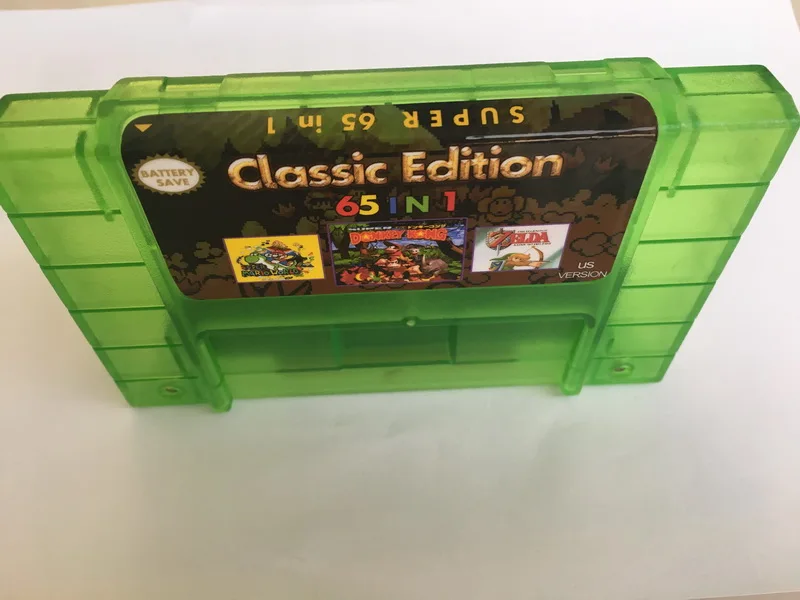 SUPER 65 in 1
BATTERY
SAVE
Classic Edition
65 IN 1
DONKEY KONG
ZELDA
US
VERSION